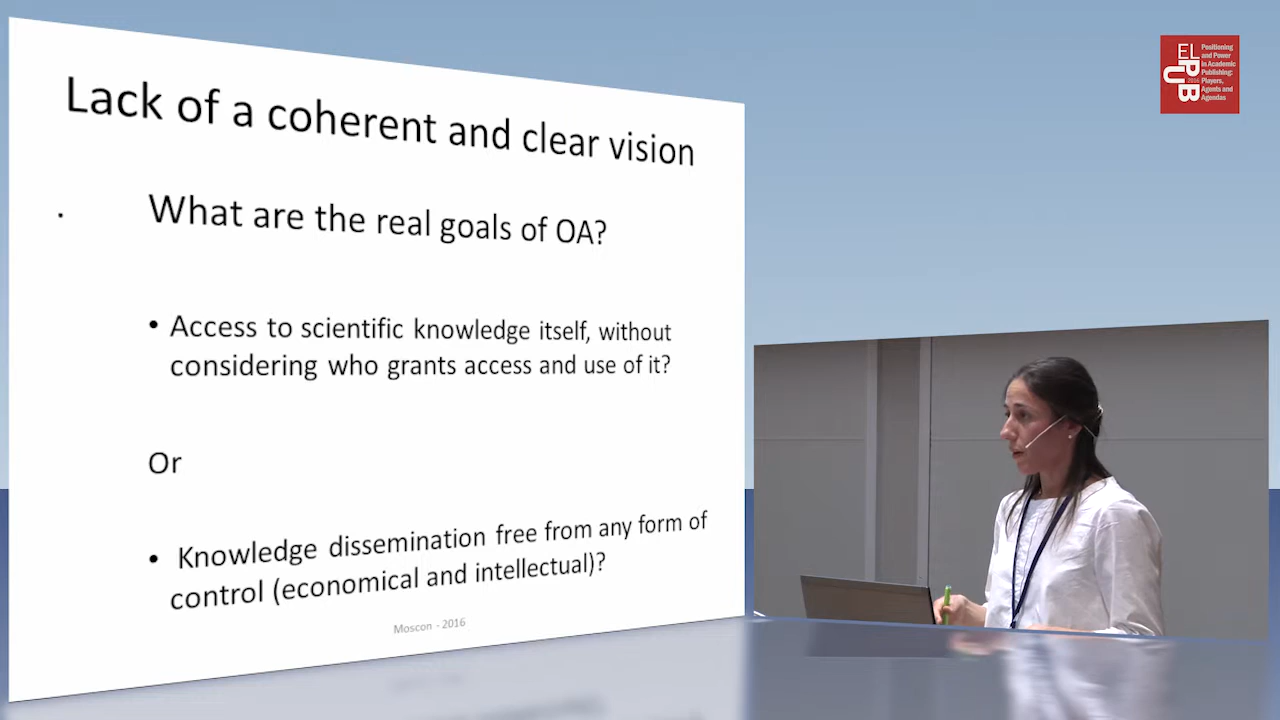 Lack of a coherent and clear vision
. What are the real goals of OA?
• Access to scientific knowledge itself, without
considering who grants access and use of it?
Or
• Knowledge dissemination free from any form of
control (economical and intellectual)?
Moscon - 2016
ELPUB
2016
Positioning
and Power
in Academic
Publishing:
Players,
Agents and
Agendas